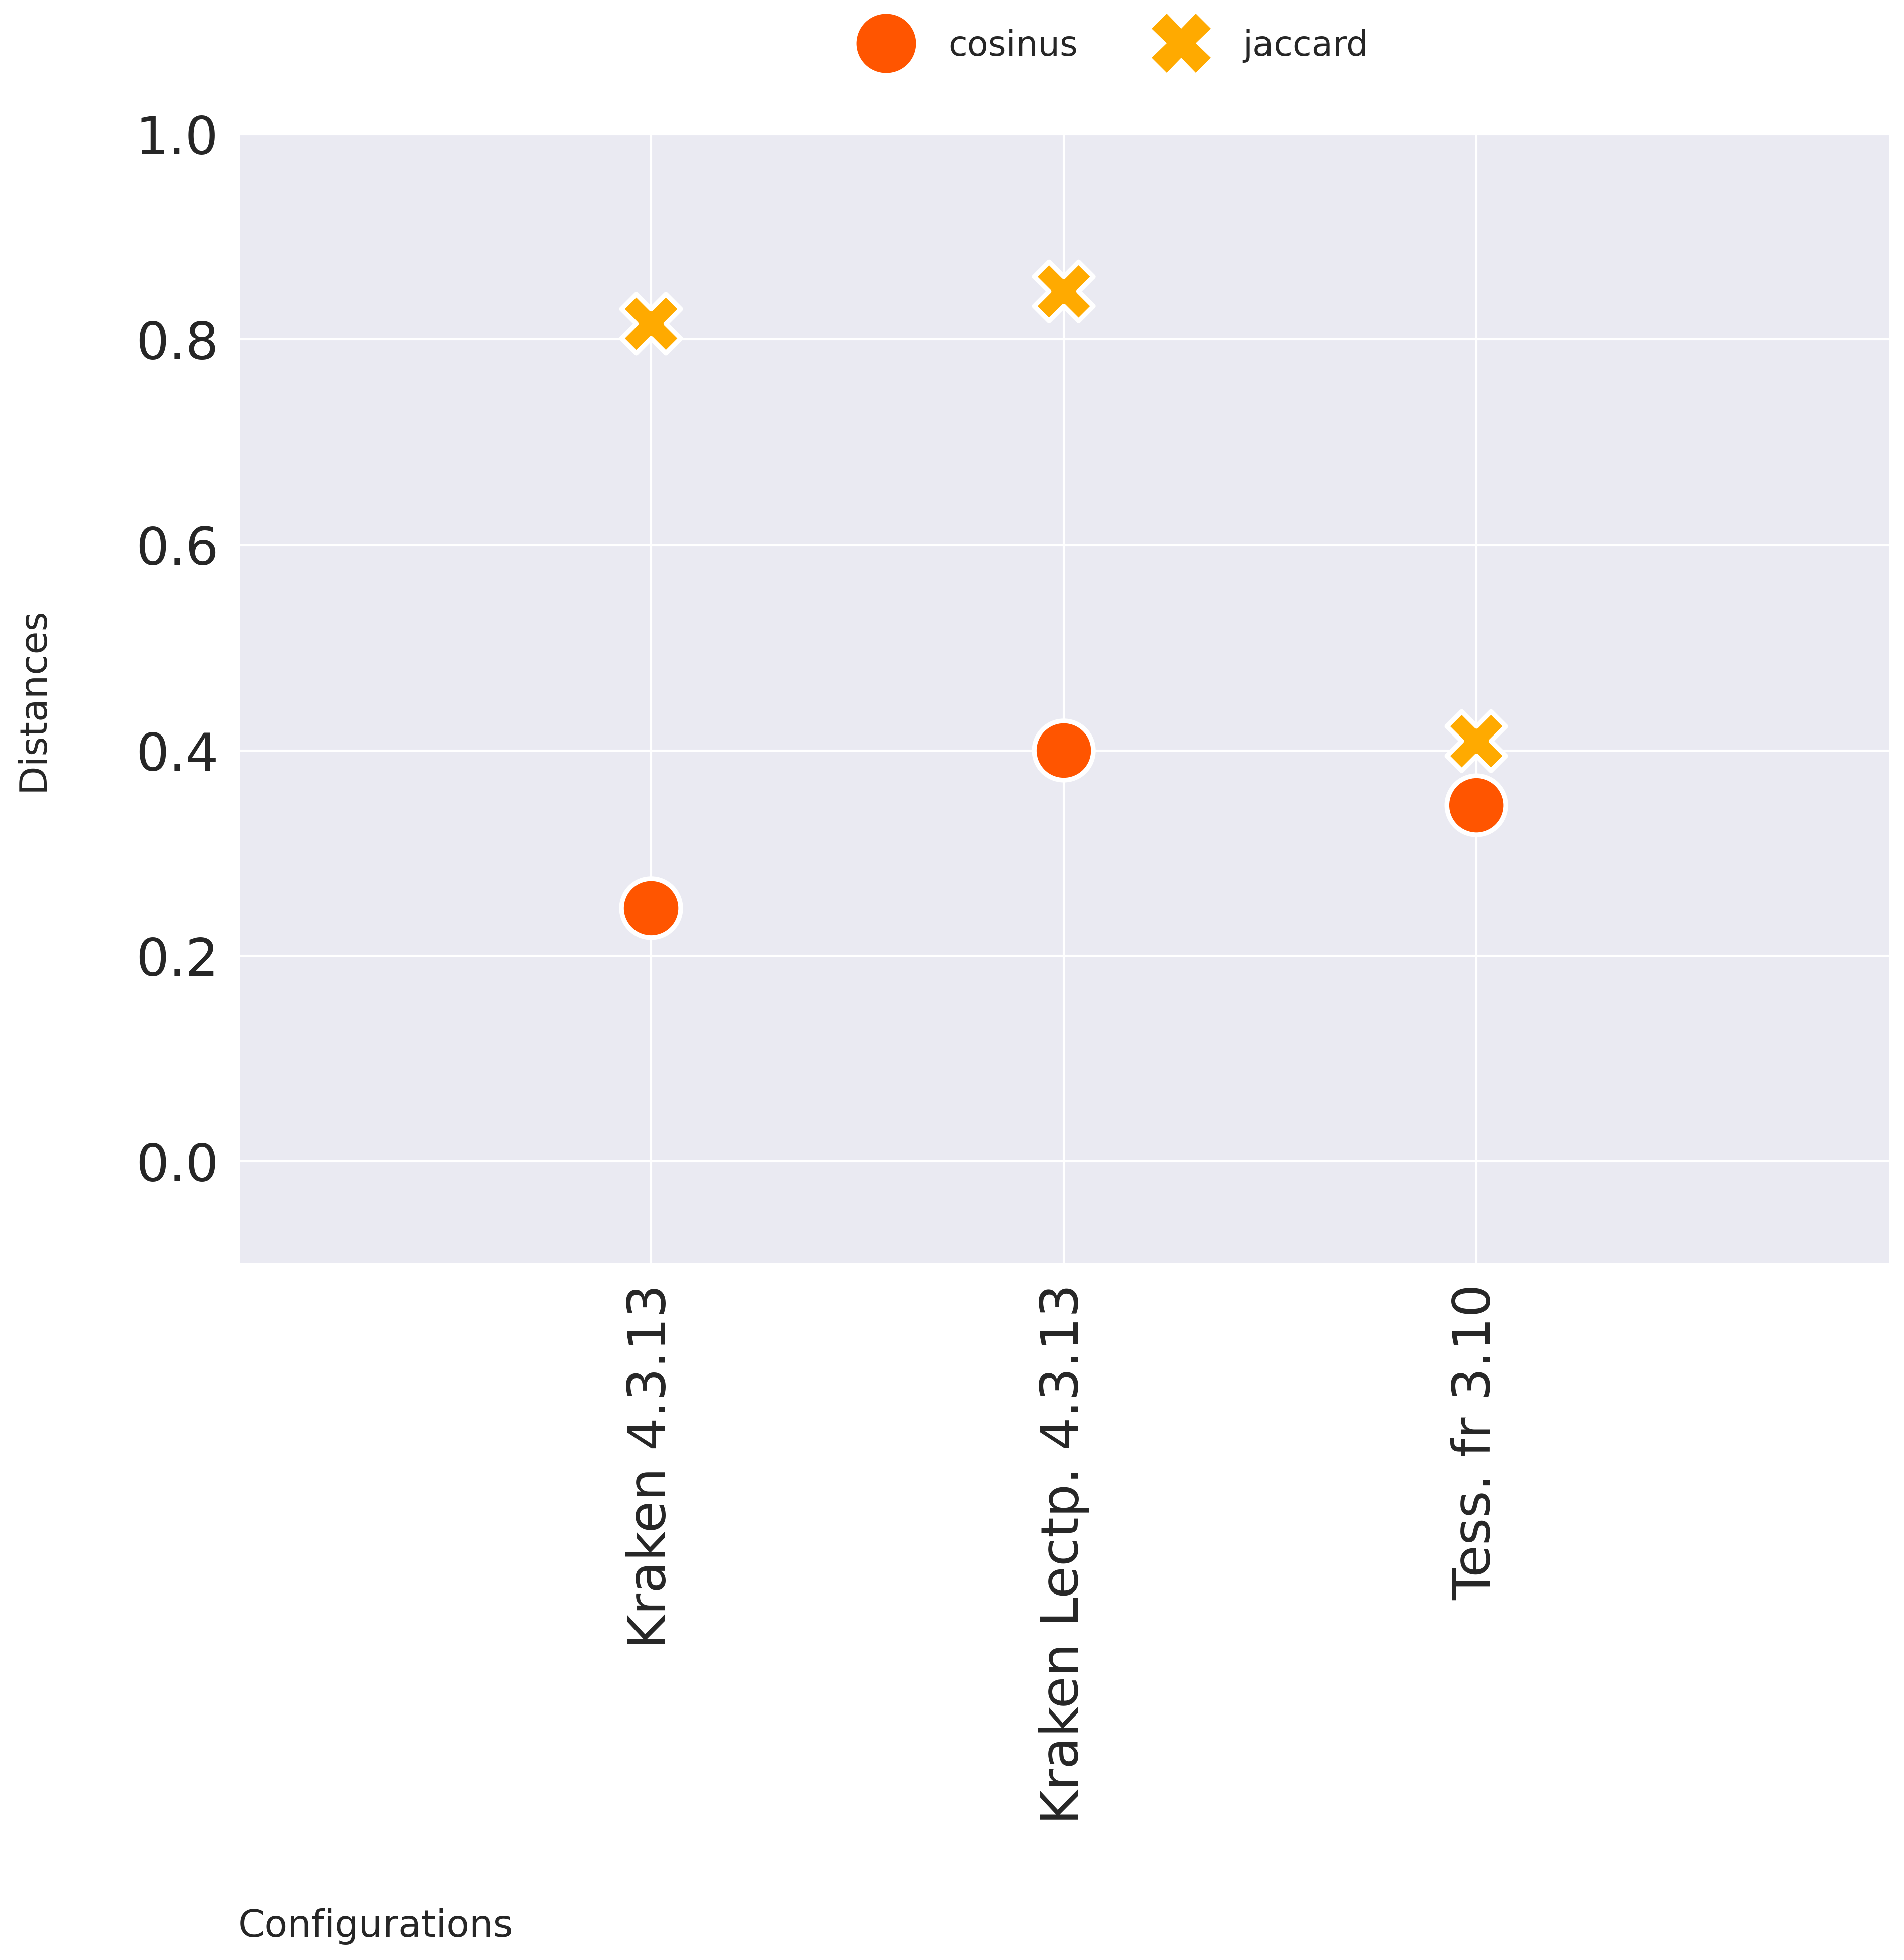 cosinus jaccard
1.0
0.8
0.6
0.4
0.2
0.0
Distances
Kraken 4.3.13
Kraken Lectp. 4.3.13
Tess. fr 3.10
Configurations